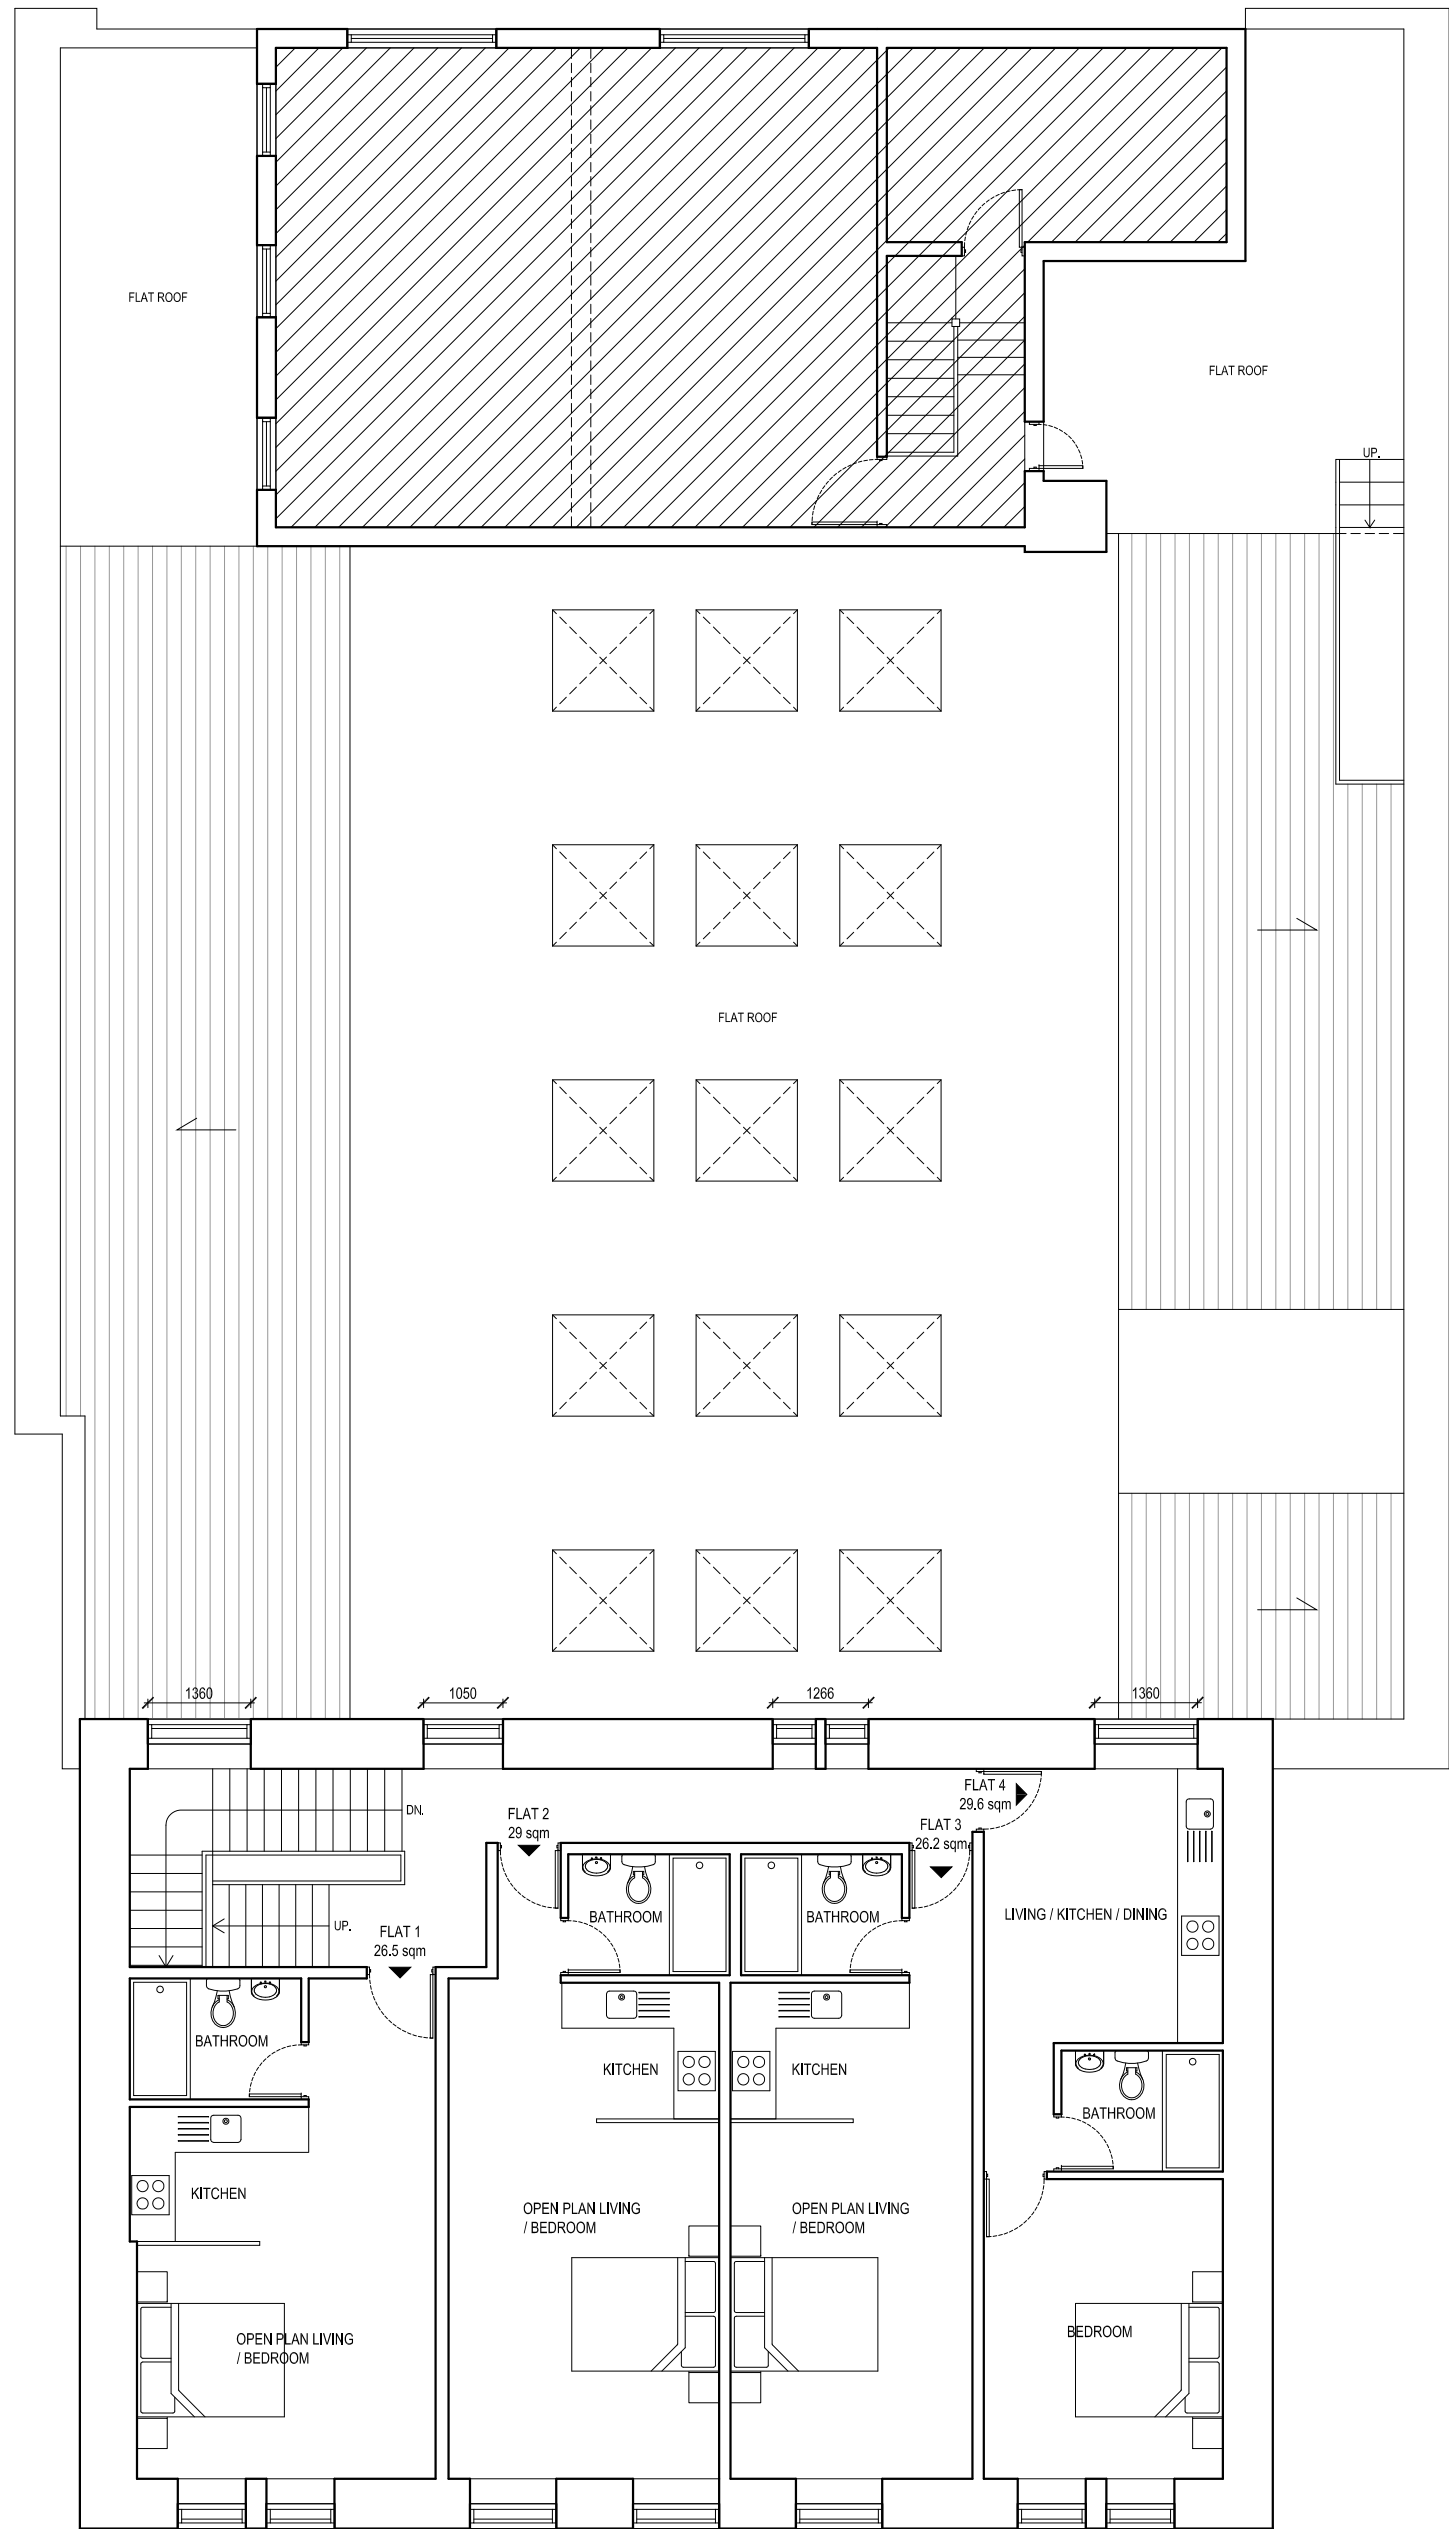 FLAT ROOF
FLAT ROOF
UP.
FLAT ROOF
1360
1050
1266
1360
DN.
FLAT 2
29 sqm
FLAT 4
29.6 sqm
FLAT 3
26.2 sqm
UP.
FLAT 1
26.5 sqm
BATHROOM
BATHROOM
LIVING / KITCHEN / DINING
BATHROOM
KITCHEN
KITCHEN
BATHROOM
KITCHEN
OPEN PLAN LIVING
/ BEDROOM
OPEN PLAN LIVING
/ BEDROOM
OPEN PLAN LIVING
/ BEDROOM
BEDROOM